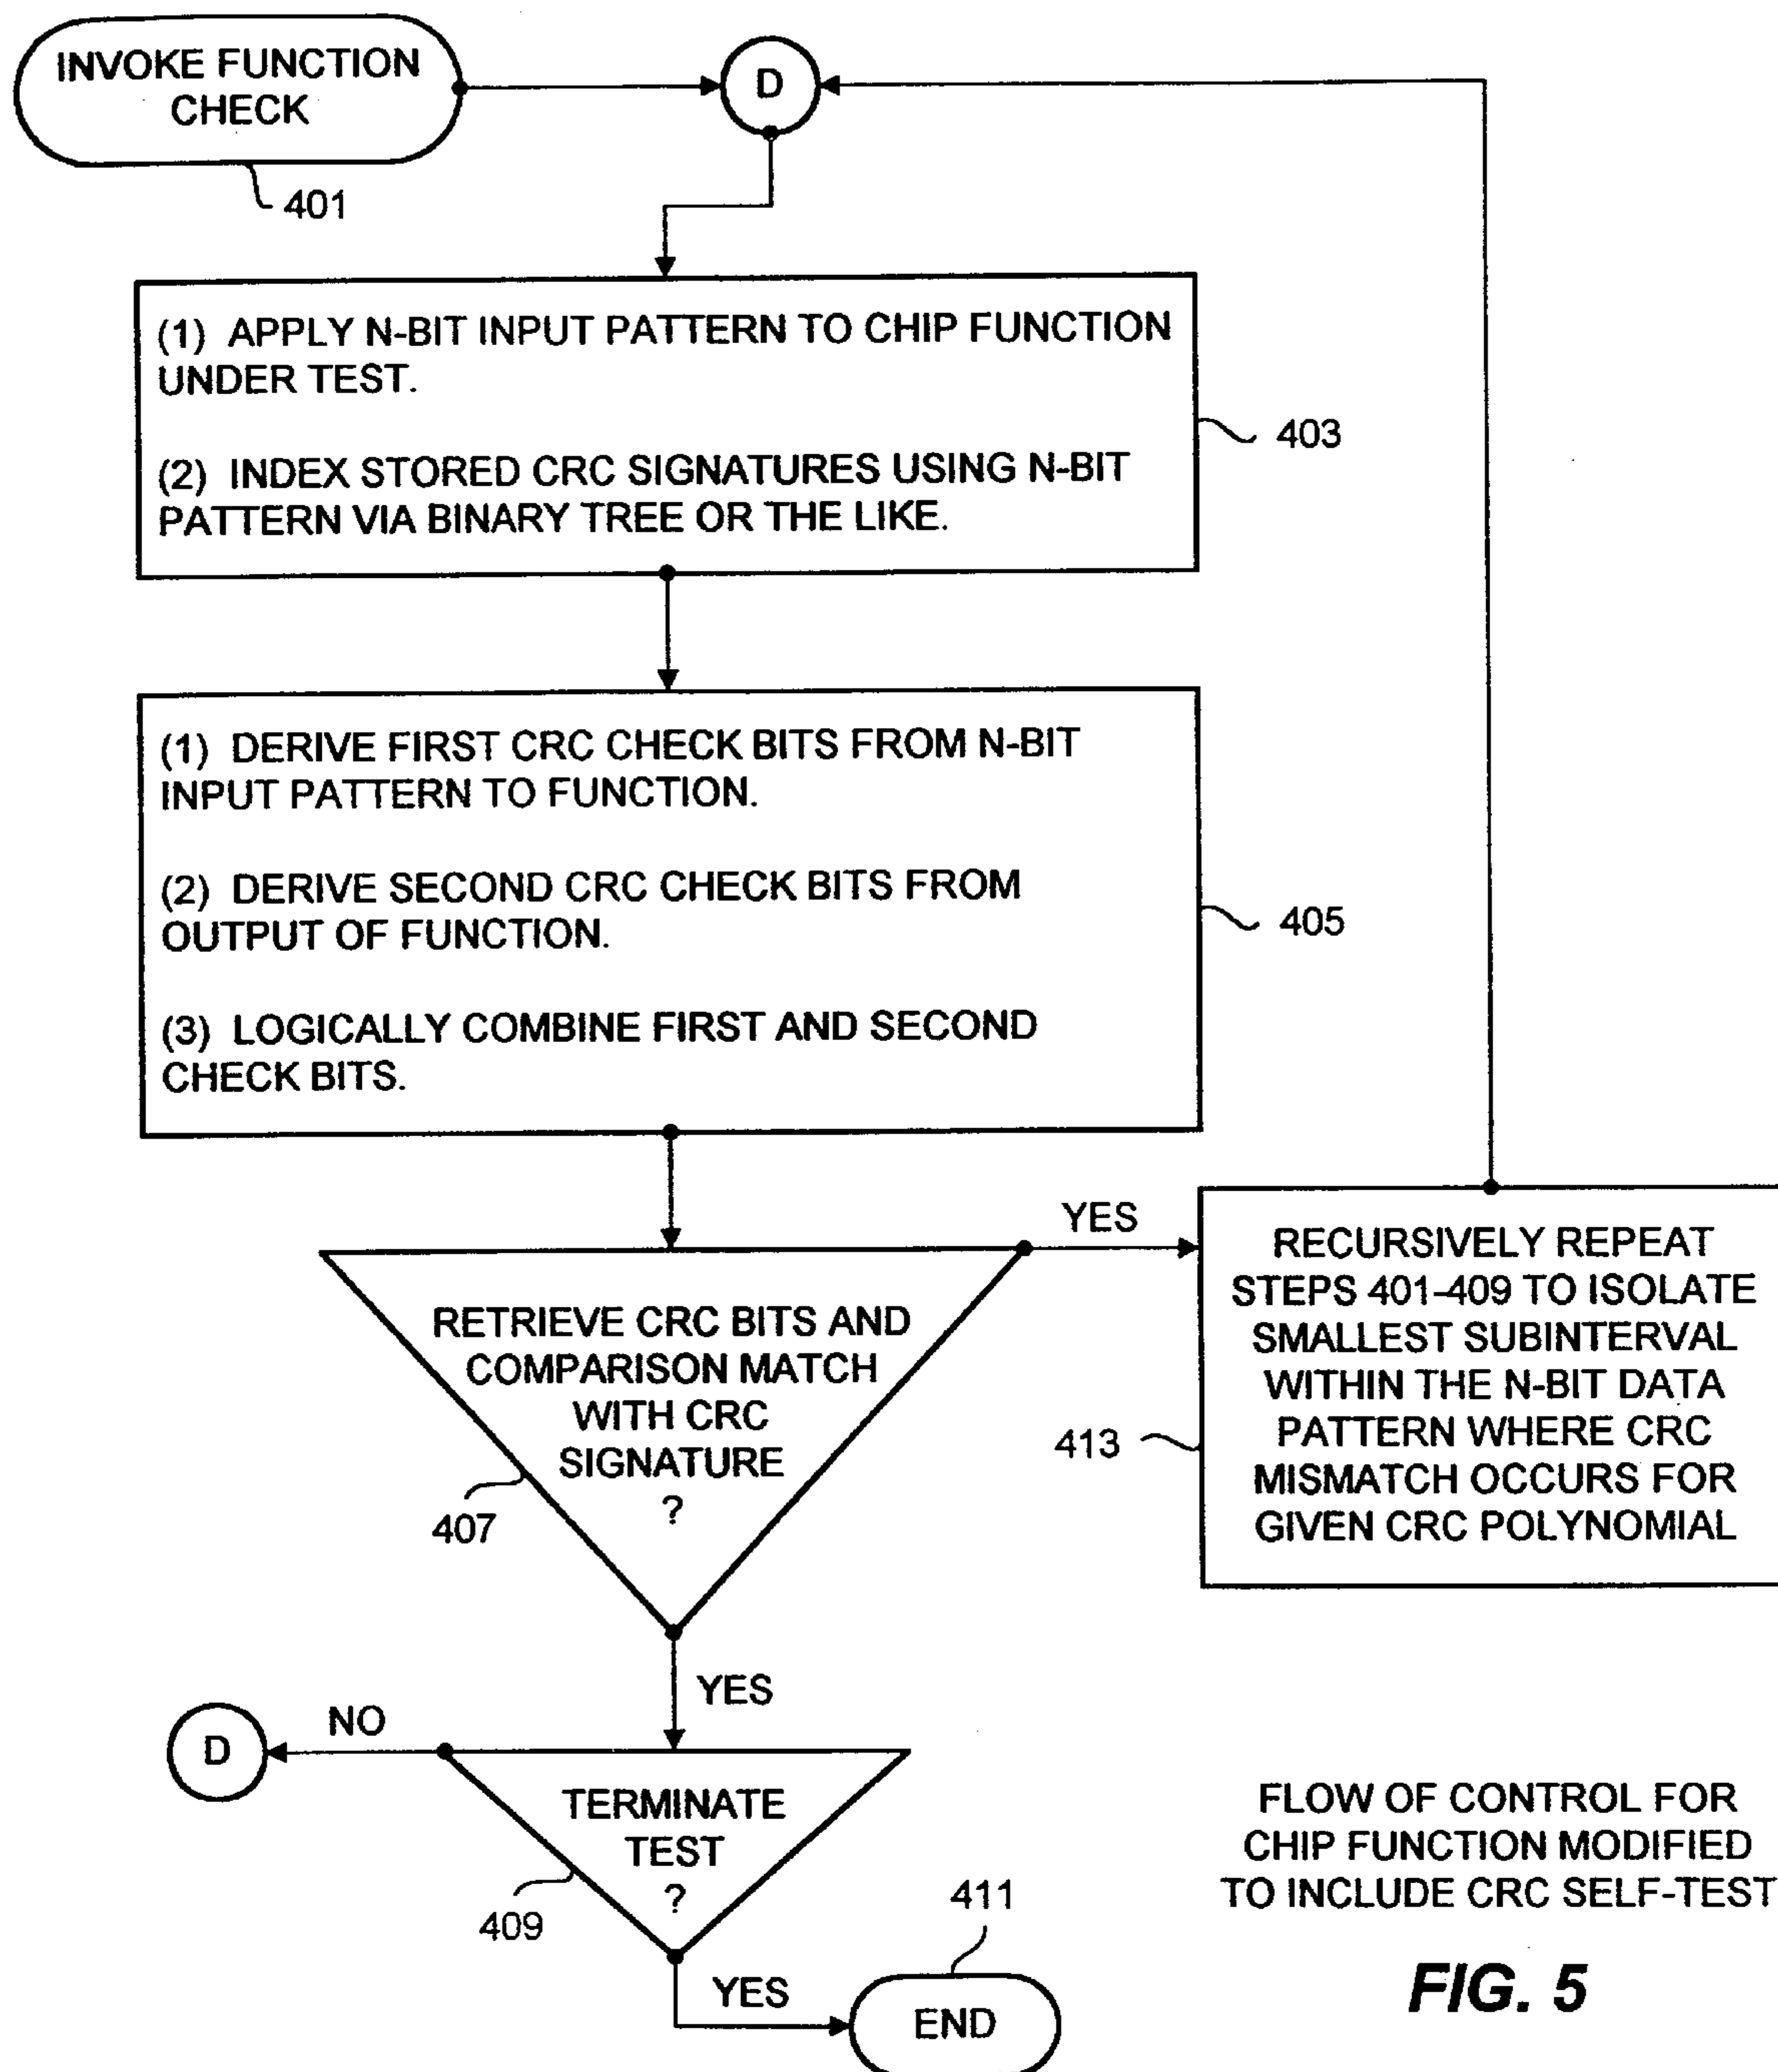 INVOKE FUNCTION
CHECK
401
D
(1) APPLY N-BIT INPUT PATTERN TO CHIP FUNCTION
UNDER TEST.
(2) INDEX STORED CRC SIGNATURES USING N-BIT
PATTERN VIA BINARY TREE OR THE LIKE.
403
(1) DERIVE FIRST CRC CHECK BITS FROM N-BIT
INPUT PATTERN TO FUNCTION.
(2) DERIVE SECOND CRC CHECK BITS FROM
OUTPUT OF FUNCTION.
(3) LOGICALLY COMBINE FIRST AND SECOND
CHECK BITS.
405
RETRIEVE CRC BITS AND
COMPARISON MATCH
WITH CRC
SIGNATURE
?
407
YES
RECURSIVELY REPEAT
STEPS 401-409 TO ISOLATE
SMALLEST SUBINTERVAL
WITHIN THE N-BIT DATA
PATTERN WHERE CRC
MISMATCH OCCURS FOR
GIVEN CRC POLYNOMIAL
413
YES
D
NO
TERMINATE
TEST
?
409
YES
411
END
FLOW OF CONTROL FOR
CHIP FUNCTION MODIFIED
TO INCLUDE CRC SELF-TEST
FIG. 5